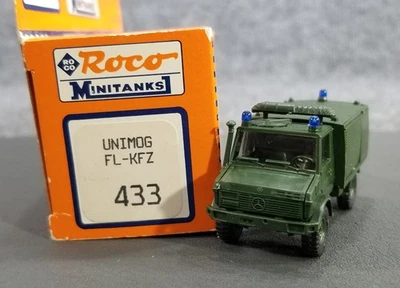 ROCO
Roco
MINITANKS
UNIMOG
FL-KFZ
433